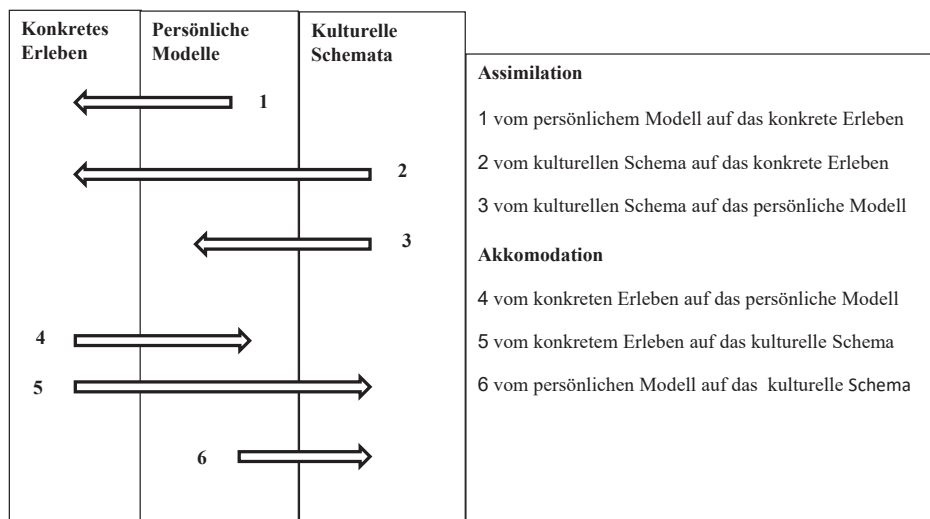 Konkretes
Erleben
Persönliche
Modelle
Kulturelle
Schemata
1
2
3
4
5
6
Assimilation
1 vom persönlichem Modell auf das konkrete Erleben
2 vom kulturellen Schema auf das konkrete Erleben
3 vom kulturellen Schema auf das persönliche Modell
Akkomodation
4 vom konkreten Erleben auf das persönliche Modell
5 vom konkretem Erleben auf das kulturelle Schema
6 vom persönlichen Modell auf das kulturelle Schema